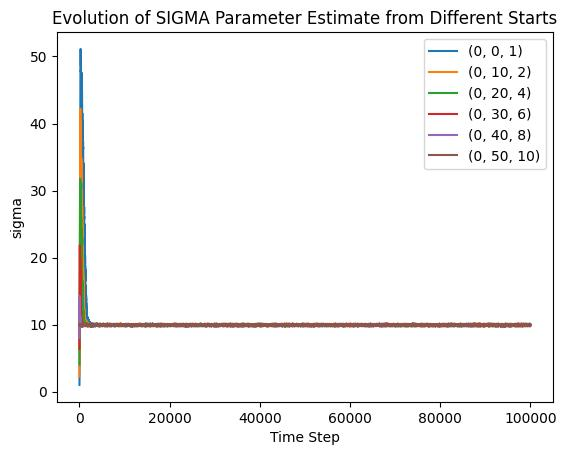 Evolution of SIGMA Parameter Estimate from Different Starts
(0, 0, 1)
(0, 10, 2)
(0, 20, 4)
(0, 30, 6)
(0, 40, 8)
(0, 50, 10)
sigma
50
40
30
20
10
0
0 20000 40000 60000 80000 100000
Time Step